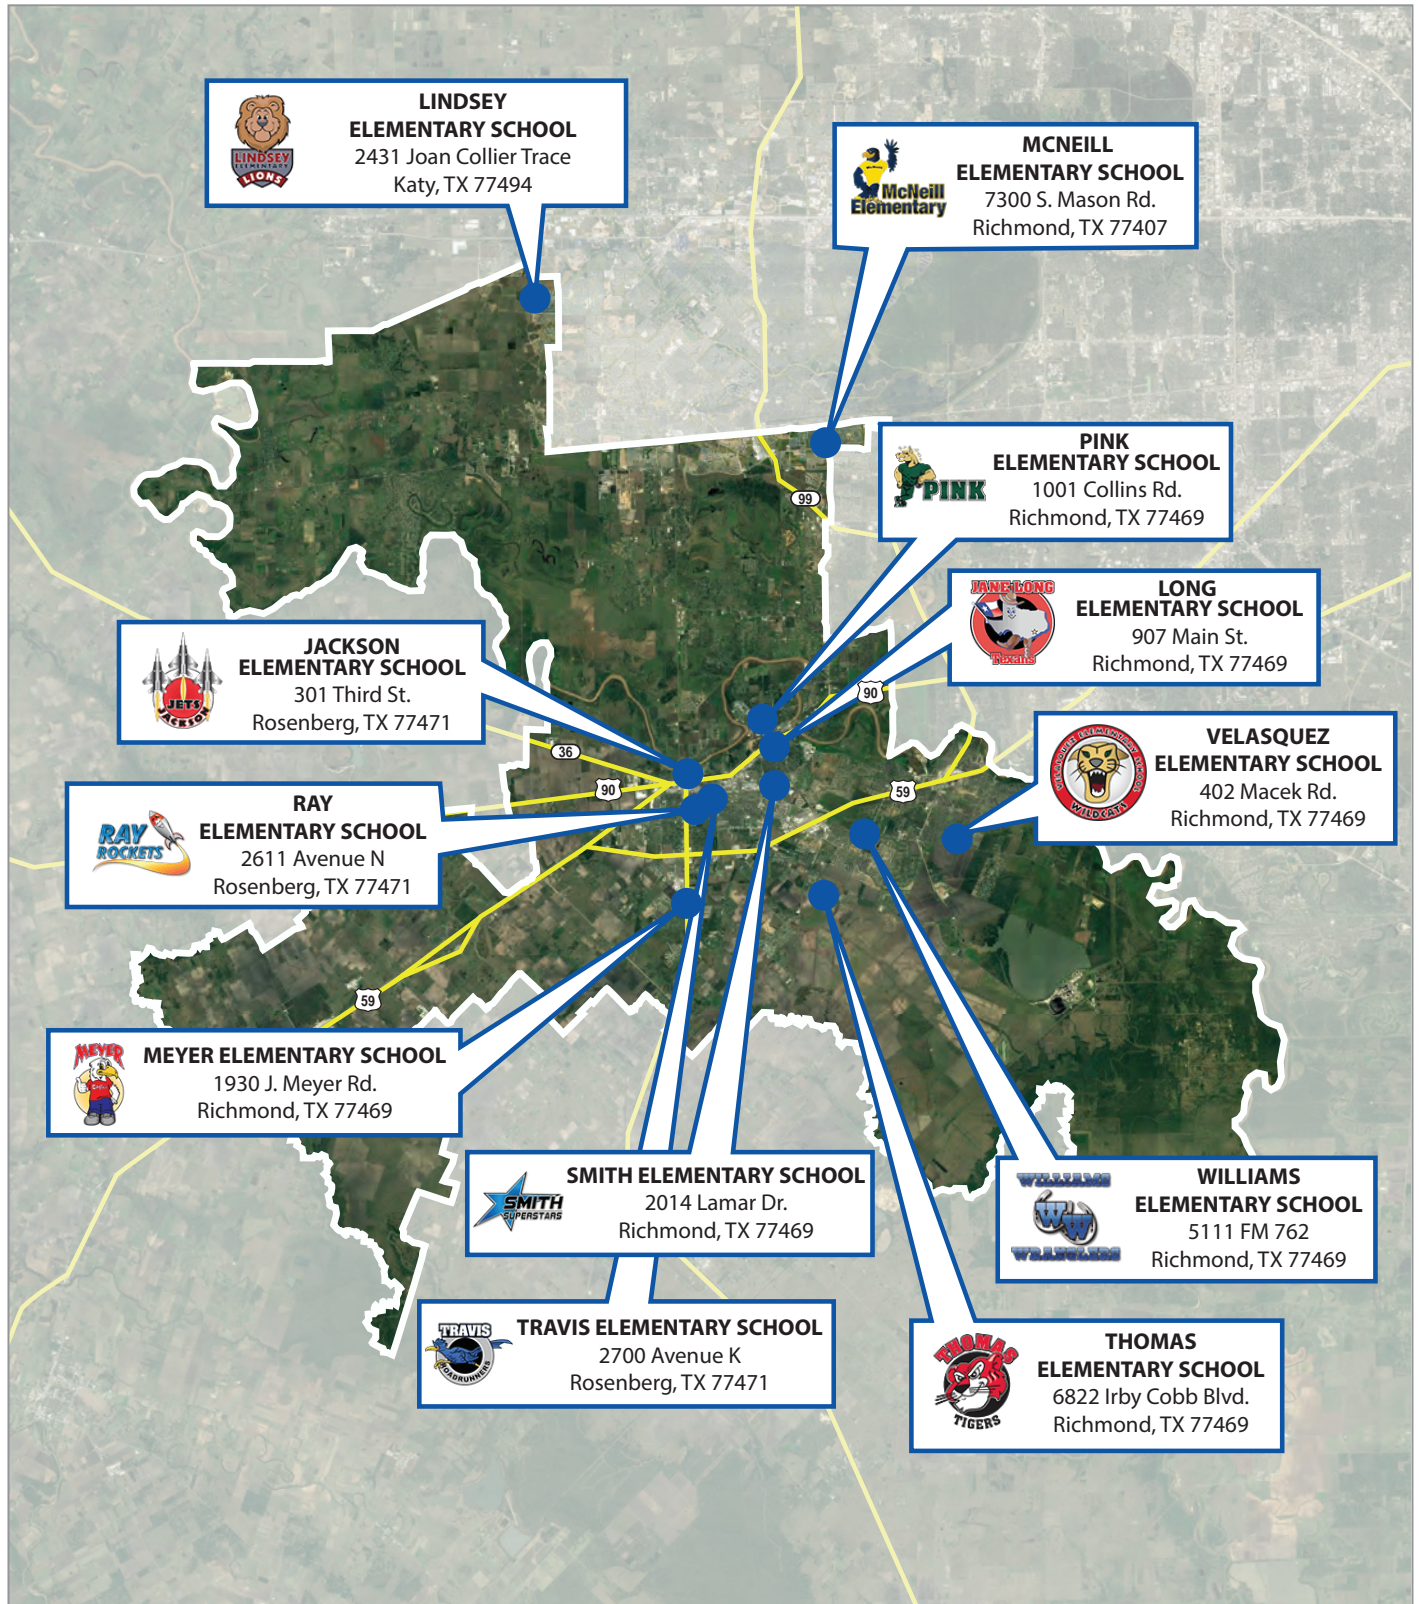 LINDSEY
ELEMENTARY SCHOOL
2431 Joan Collier Trace
Katy, TX 77494
LINDSEY
ELEMENTARY
LIONS
MCNEILL
ELEMENTARY SCHOOL
7300 S. Mason Rd.
Richmond, TX 77407
McNeill
Elementary
PINK
ELEMENTARY SCHOOL
1001 Collins Rd.
Richmond, TX 77469
PINK
99
LONG
ELEMENTARY SCHOOL
907 Main St.
Richmond, TX 77469
JANE LONG
Texans
JACKSON
ELEMENTARY SCHOOL
301 Third St.
Rosenberg, TX 77471
JETS
JACKSON
90
36
VELASQUEZ
ELEMENTARY SCHOOL
402 Macek Rd.
Richmond, TX 77469
VELASQUEZ ELEMENTARY SCHOOL
WILDCATS
90
59
RAY
ELEMENTARY SCHOOL
2611 Avenue N
Rosenberg, TX 77471
RAY
ROCKETS
59
MEYER ELEMENTARY SCHOOL
1930 J. Meyer Rd.
Richmond, TX 77469
MEYER
SMITH ELEMENTARY SCHOOL
2014 Lamar Dr.
Richmond, TX 77469
SMITH
SUPERSTARS
WILLIAMS
ELEMENTARY SCHOOL
5111 FM 762
Richmond, TX 77469
WILLIAMS
WW
WRANGLERS
TRAVIS ELEMENTARY SCHOOL
2700 Avenue K
Rosenberg, TX 77471
TRAVIS
ROADRUNNERS
THOMAS
ELEMENTARY SCHOOL
6822 Irby Cobb Blvd.
Richmond, TX 77469
THOMAS
TIGERS